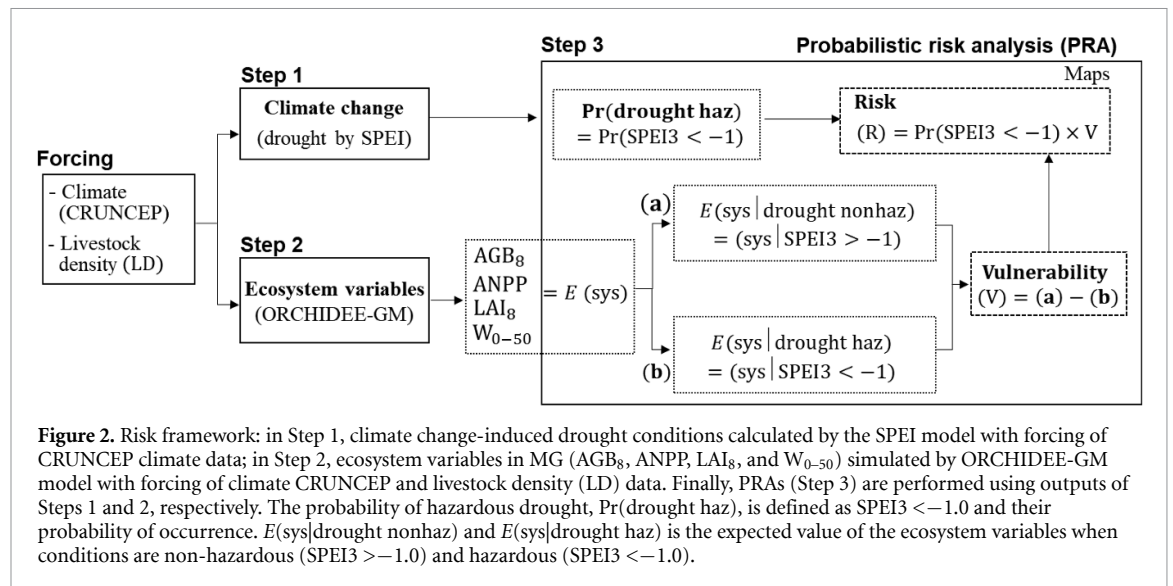 Step 3
Probabilistic risk analysis (PRA)
Maps
Step 1
Climate change
(drought by SPEI)
Pr(drought haz)
= Pr(SPEI3 < −1)
Risk
(R) = Pr(SPEI3 < −1) × V
Forcing
- Climate
(CRUNCEP)
- Livestock
density (LD)
Step 2
Ecosystem variables
(ORCHIDEE-GM)
AGB₈
ANPP
LAI₈
W₀₋₅₀
= E (sys)
(a)
E(sys|drought nonhaz)
= (sys|SPEI3 > −1)
(b)
E(sys|drought haz)
= (sys|SPEI3 < −1)
Vulnerability
(V) = (a) − (b)
Figure 2. Risk framework: in Step 1, climate change-induced drought conditions calculated by the SPEI model with forcing of
CRUNCEP climate data; in Step 2, ecosystem variables in MG (AGB₈, ANPP, LAI₈, and W₀₋₅₀) simulated by ORCHIDEE-GM
model with forcing of climate CRUNCEP and livestock density (LD) data. Finally, PRAs (Step 3) are performed using outputs of
Steps 1 and 2, respectively. The probability of hazardous drought, Pr(drought haz), is defined as SPEI3 <−1.0 and their
probability of occurrence. E(sys|drought nonhaz) and E(sys|drought haz) is the expected value of the ecosystem variables when
conditions are non-hazardous (SPEI3 >−1.0) and hazardous (SPEI3 <−1.0).